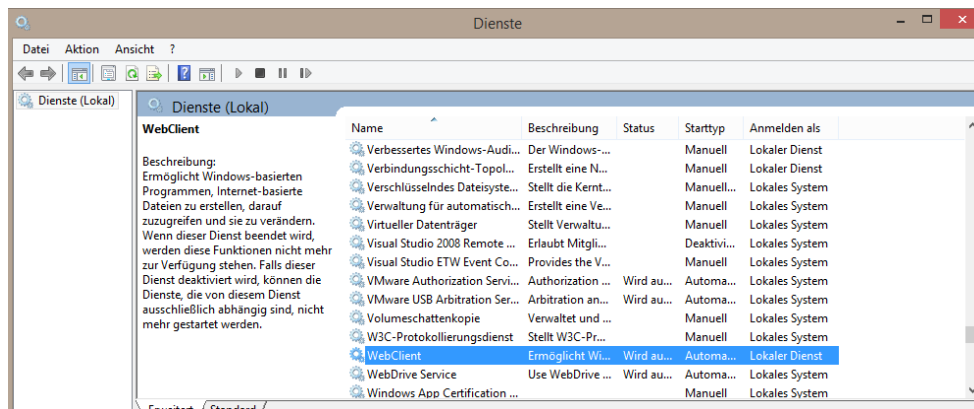 Dienste
Datei Aktion Ansicht ?
Dienste (Lokal)
Dienste (Lokal)
WebClient
Beschreibung:
Ermöglicht Windows-basierten
Programmen, Internet-basierte
Dateien zu erstellen, darauf
zuzugreifen und sie zu verändern.
Wenn dieser Dienst beendet wird,
werden diese Funktionen nicht mehr
zur Verfügung stehen. Falls dieser
Dienst deaktiviert wird, können die
Dienste, die von diesem Dienst
ausschließlich abhängig sind, nicht
mehr gestartet werden.
Name Beschreibung Status Starttyp Anmelden als
Verbessertes Windows-Audi... Der Windows-... Manuell Lokaler Dienst
Verbindungsschicht-Topol... Erstellt eine N... Manuell Lokaler Dienst
Verschlüsselndes Dateisyste... Stellt die Kernt... Manuell... Lokales System
Verwaltung für automatisch... Erstellt eine Ve... Manuell Lokales System
Virtueller Datenträger Stellt Verwaltu... Manuell Lokales System
Visual Studio 2008 Remote ... Erlaubt Mitgli... Deaktivi... Lokales System
Visual Studio ETW Event Co... Provides the V... Manuell Lokales System
VMware Authorization Servi... Authorization ... Wird au... Automa... Lokales System
VMware USB Arbitration Ser... Arbitration an... Wird au... Automa... Lokales System
Volumeschattenkopie Verwaltet und ... Manuell Lokales System
W3C-Protokollierungsdienst Stellt W3C-Pr... Manuell Lokales System
WebClient Ermöglicht Wi... Wird au... Automa... Lokaler Dienst
WebDrive Service Use WebDrive ... Wird au... Automa... Lokales System
Windows App Certification ... Manuell Lokales System
Erweitert Standard